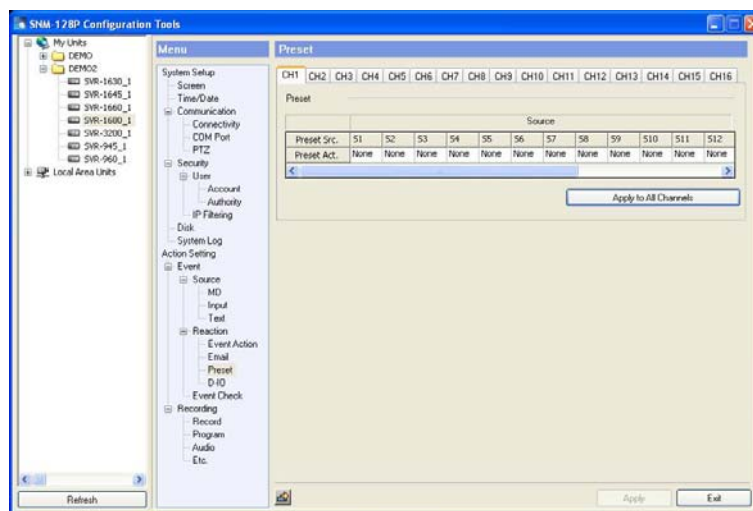 SNM-128P Configuration Tools
My Units
DEMO
DEMO2
SVR-1630_1
SVR-1645_1
SVR-1660_1
SVR-1600_1
SVR-3200_1
SVR-945_1
SVR-960_1
Local Area Units
Refresh
Menu
System Setup
Screen
Time/Date
Communication
Connectivity
COM Port
PTZ
Security
User
Account
Authority
IP Filtering
Disk
System Log
Action Setting
Event
Source
MD
Input
Text
Reaction
Event Action
Email
Preset
D-IO
Event Check
Recording
Record
Program
Audio
Etc.
Preset
CH1 CH2 CH3 CH4 CH5 CH6 CH7 CH8 CH9 CH10 CH11 CH12 CH13 CH14 CH15 CH16
Preset
Source
Preset Src. S1 S2 S3 S4 S5 S6 S7 S8 S9 S10 S11 S12
Preset Act. None None None None None None None None None None None None
Apply to All Channels
Apply Exit